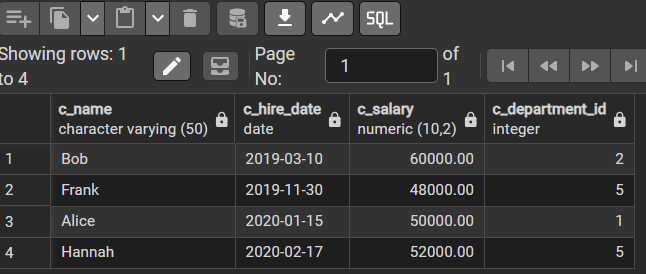 SQL
Showing rows: 1 to 4
Page No:
1
of 1
c_name character varying (50)
c_hire_date date
c_salary numeric (10,2)
c_department_id integer
1 Bob 2019-03-10 60000.00 2
2 Frank 2019-11-30 48000.00 5
3 Alice 2020-01-15 50000.00 1
4 Hannah 2020-02-17 52000.00 5